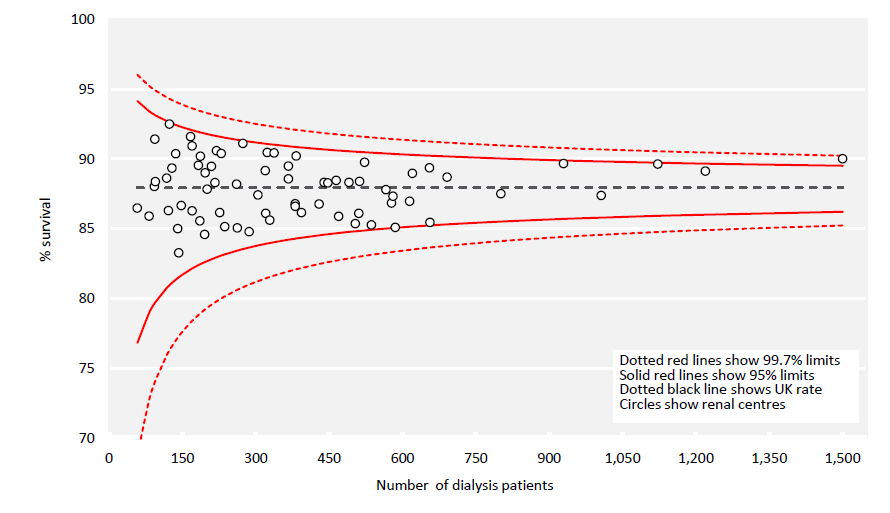 100
95
90
85
80
75
70
% survival
Dotted red lines show 99.7% limits
Solid red lines show 95% limits
Dotted black line shows UK rate
Circles show renal centres
0 150 300 450 600 750 900 1,050 1,200 1,350 1,500
Number of dialysis patients